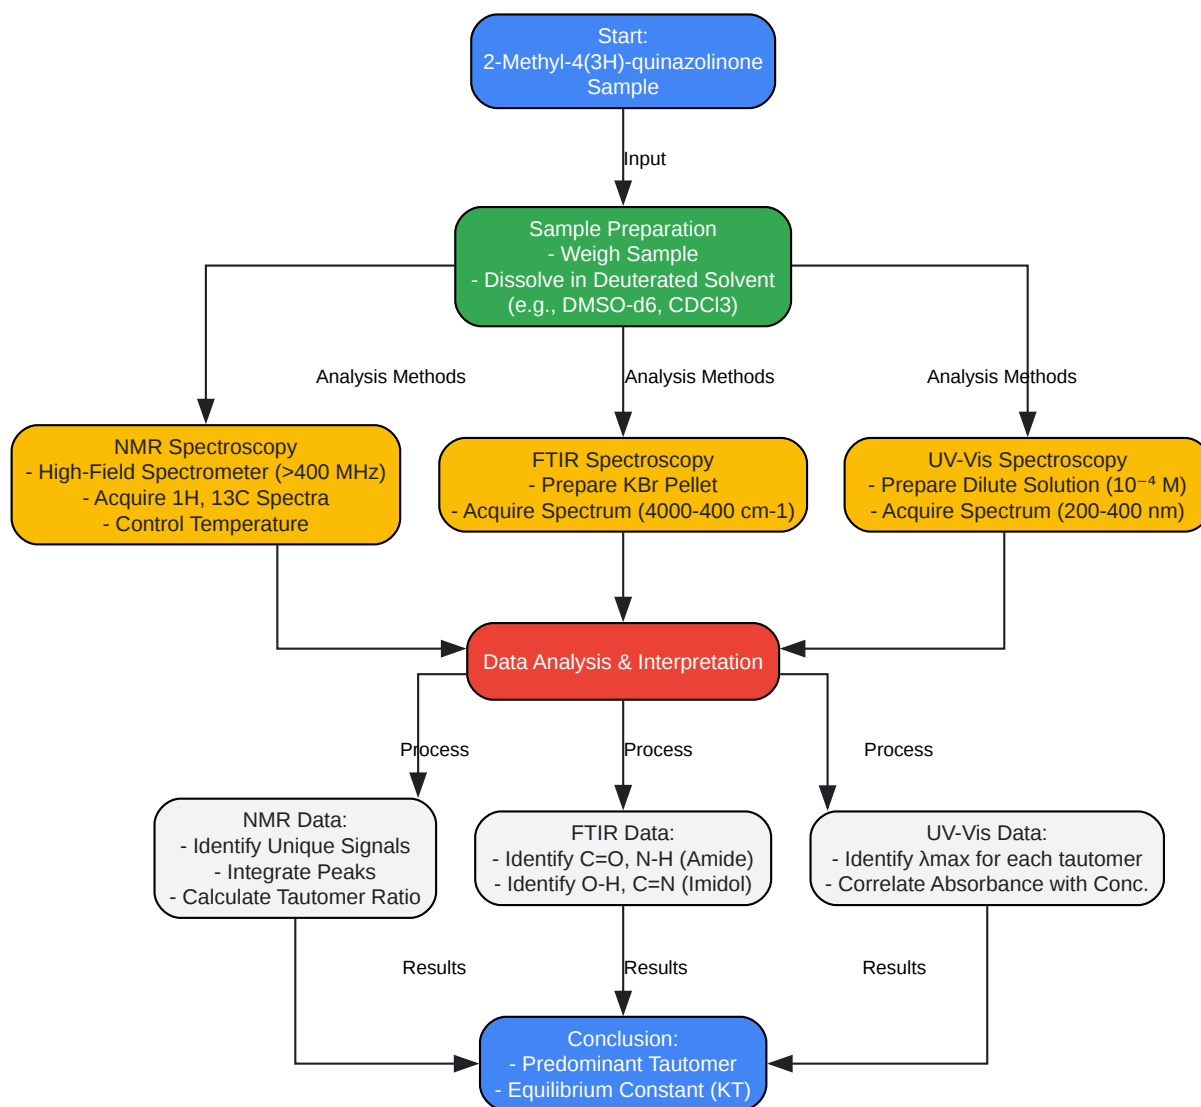 Start:
2-Methyl-4(3H)-quinazolinone
Sample
Input
Sample Preparation
- Weigh Sample
- Dissolve in Deuterated Solvent
(e.g., DMSO-d6, CDCl3)
Analysis Methods
Analysis Methods
Analysis Methods
NMR Spectroscopy
- High-Field Spectrometer (>400 MHz)
- Acquire 1H, 13C Spectra
- Control Temperature
FTIR Spectroscopy
- Prepare KBr Pellet
- Acquire Spectrum (4000-400 cm-1)
UV-Vis Spectroscopy
- Prepare Dilute Solution (10⁻⁴ M)
- Acquire Spectrum (200-400 nm)
Data Analysis & Interpretation
Process
Process
Process
NMR Data:
- Identify Unique Signals
- Integrate Peaks
- Calculate Tautomer Ratio
FTIR Data:
- Identify C=O, N-H (Amide)
- Identify O-H, C=N (Imidol)
UV-Vis Data:
- Identify λmax for each tautomer
- Correlate Absorbance with Conc.
Results
Results
Results
Conclusion:
- Predominant Tautomer
- Equilibrium Constant (KT)